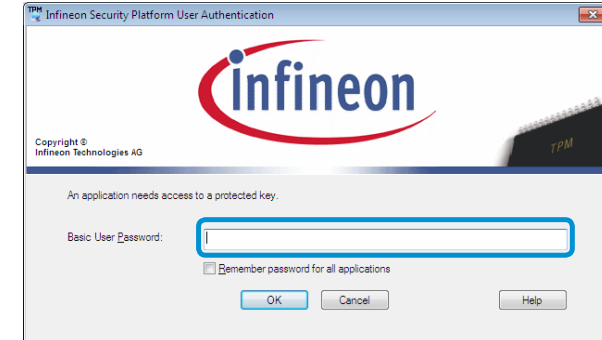 TPM
Infineon Security Platform User Authentication
infineon
Copyright ©
Infineon Technologies AG
TPM
An application needs access to a protected key.
Basic User Password:
Remember password for all applications
OK Cancel Help